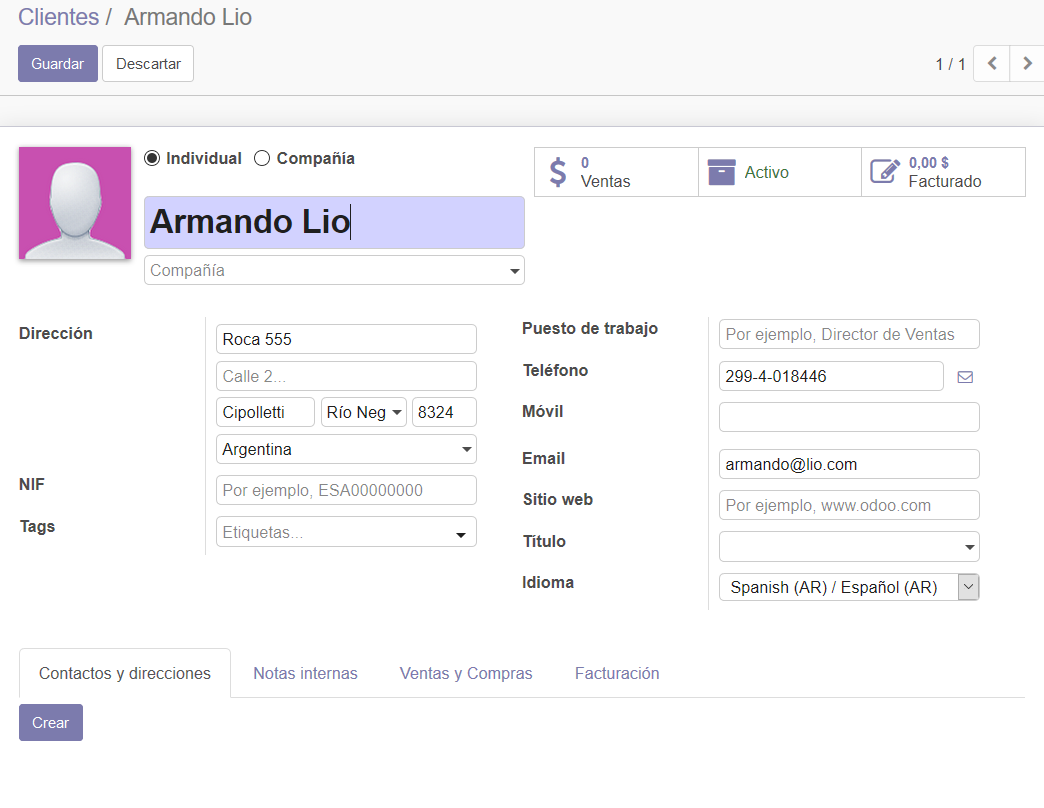 Clientes / Armando Lio
Guardar Descartar 1 / 1
Individual Compañía
0
Ventas
Activo
0,00 $
Facturado
Armando Lio
Compañía
Dirección
Roca 555
Calle 2...
Cipolletti Río Neg 8324
Argentina
NIF Por ejemplo, ESA00000000
Tags Etiquetas...
Puesto de trabajo Por ejemplo, Director de Ventas
Teléfono 299-4-018446
Móvil
Email armando@lio.com
Sitio web Por ejemplo, www.odoo.com
Título
Idioma Spanish (AR) / Español (AR)
Contactos y direcciones Notas internas Ventas y Compras Facturación
Crear